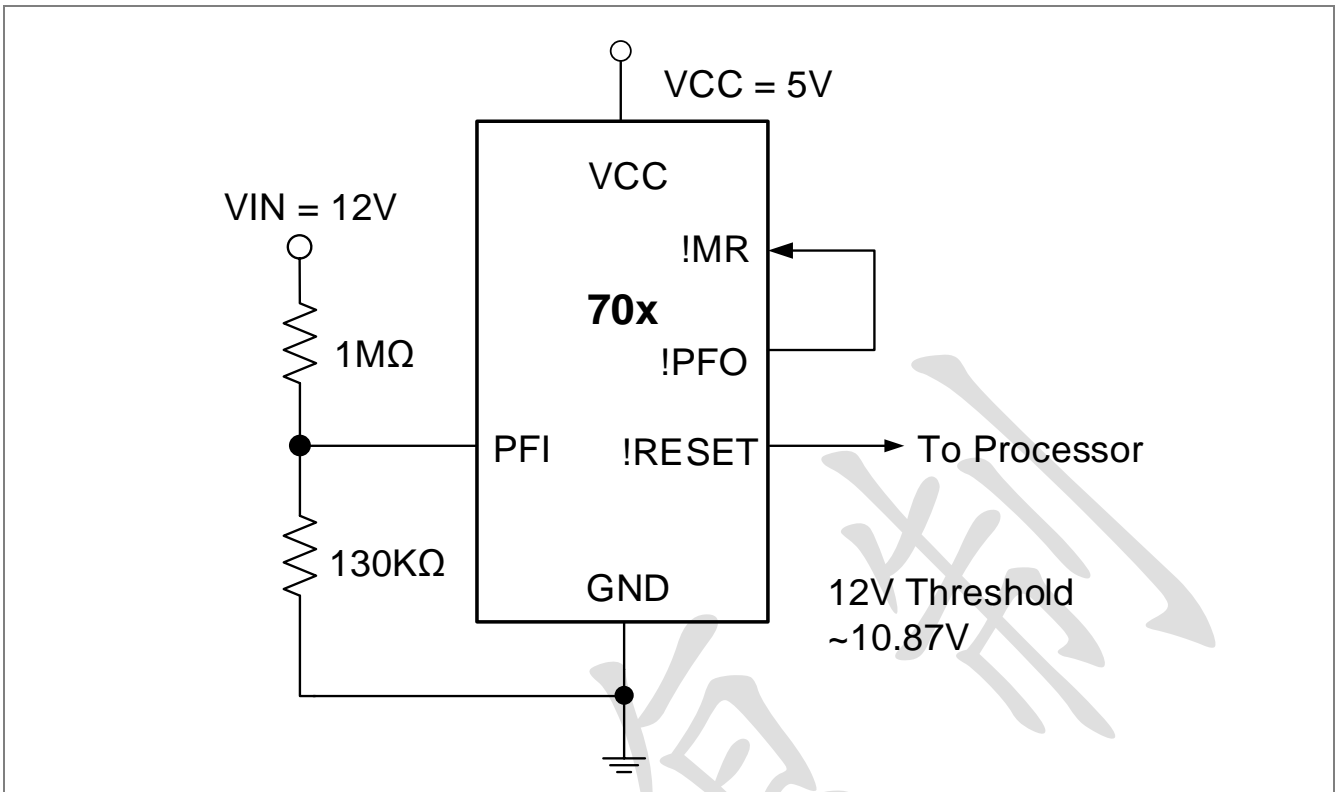 VCC = 5V
VCC
VIN = 12V
!MR
70x
1MΩ
!PFO
PFI
!RESET
To Processor
130KΩ
GND
12V Threshold
~10.87V